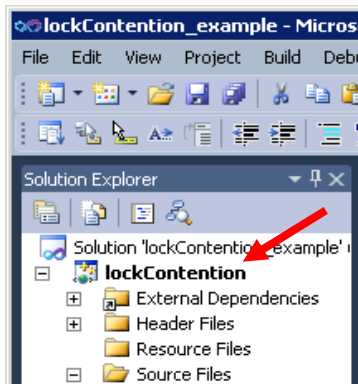 lockContention_example - Micros
File Edit View Project Build Deb
Solution Explorer
Solution 'lockContention_example'
lockContention
External Dependencies
Header Files
Resource Files
Source Files